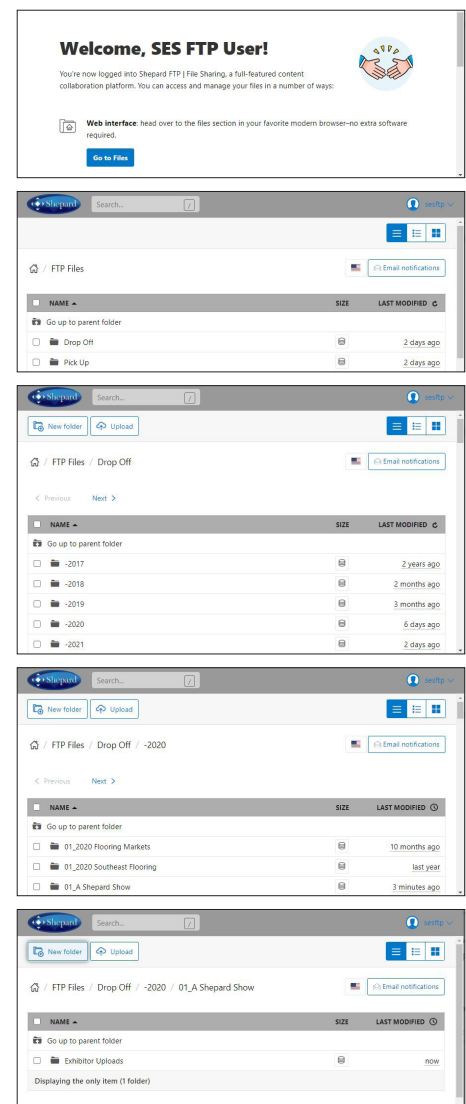 Welcome, SES FTP User!
You're now logged into Shepard FTP | File Sharing, a full-featured content
collaboration platform. You can access and manage your files in a number of ways:
Web interface: head over to the files section in your favorite modern browser–no extra software
required.
Go to Files
Shepard Search... / sesftp
/ FTP Files Email notifications
NAME SIZE LAST MODIFIED
Go up to parent folder
Drop Off 2 days ago
Pick Up 2 days ago
Shepard Search... / sesftp
New folder Upload
/ FTP Files / Drop Off Email notifications
< Previous Next >
NAME SIZE LAST MODIFIED
Go up to parent folder
-2017 2 years ago
-2018 2 months ago
-2019 3 months ago
-2020 6 days ago
-2021 2 days ago
Shepard Search... / sesftp
New folder Upload
/ FTP Files / Drop Off / -2020 Email notifications
< Previous Next >
NAME SIZE LAST MODIFIED
Go up to parent folder
01_2020 Flooring Markets 10 months ago
01_2020 Southeast Flooring last year
01_A Shepard Show 3 minutes ago
Shepard Search... / sesftp
New folder Upload
/ FTP Files / Drop Off / -2020 / 01_A Shepard Show Email notifications
NAME SIZE LAST MODIFIED
Go up to parent folder
Exhibitor Uploads now
Displaying the only item (1 folder)